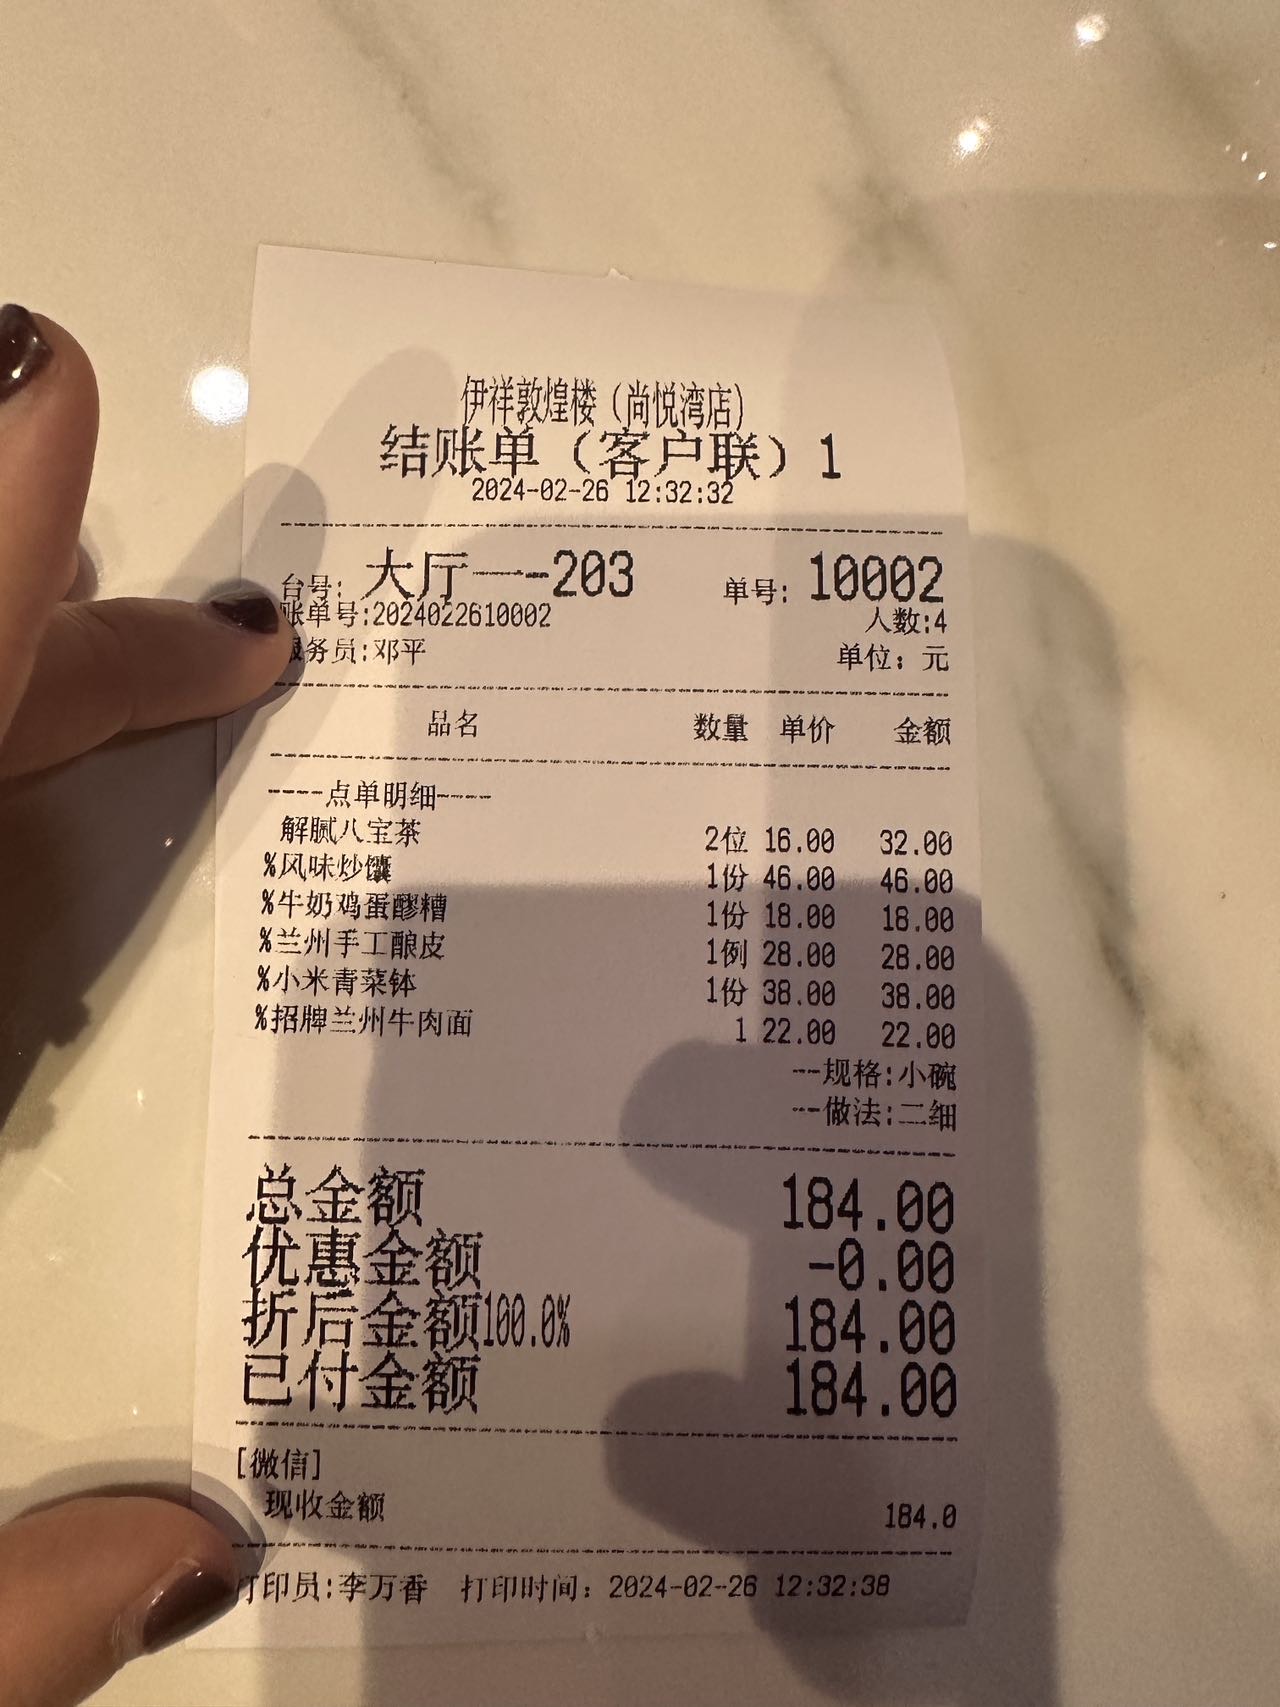 伊祥敦煌楼（尚悦湾店）
结账单（客户联）1
2024-02-26 12:32:32
台号: 大厅一--203 单号: 10002
账单号:2024022610002 人数:4
服务员:邓平 单位：元
品名 数量 单价 金额
----点单明细----
解腻八宝茶 2位 16.00 32.00
%风味炒馕 1份 46.00 46.00
%牛奶鸡蛋醪糟 1份 18.00 18.00
%兰州手工酿皮 1例 28.00 28.00
%小米青菜钵 1份 38.00 38.00
%招牌兰州牛肉面 1 22.00 22.00
--规格:小碗
--做法:二细
总金额 184.00
优惠金额 -0.00
折后金额100.0% 184.00
已付金额 184.00
[微信]
现收金额 184.0
打印员:李万香 打印时间：2024-02-26 12:32:38